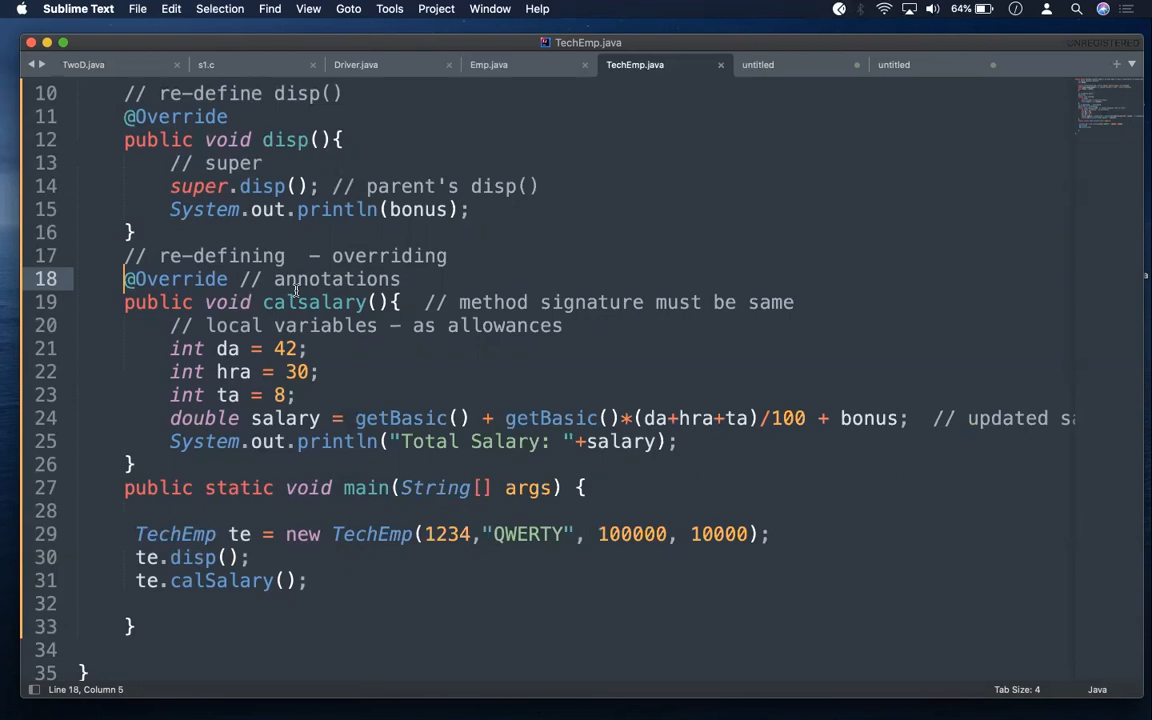 Sublime Text File Edit Selection Find View Goto Tools Project Window Help 64%
TechEmp.java UNREGISTERED
TwoD.java s1.c Driver.java Emp.java TechEmp.java untitled untitled
10 // re-define disp()
11 @Override
12 public void disp(){
13 // super
14 super.disp(); // parent's disp()
15 System.out.println(bonus);
16 }
17 // re-defining  - overriding
18 @Override // annotations
19 public void calsalary(){  // method signature must be same
20 // local variables - as allowances
21 int da = 42;
22 int hra = 30;
23 int ta = 8;
24 double salary = getBasic() + getBasic()*(da+hra+ta)/100 + bonus;  // updated sa
25 System.out.println("Total Salary: "+salary);
26 }
27 public static void main(String[] args) {
28
29 TechEmp te = new TechEmp(1234,"QWERTY", 100000, 10000);
30 te.disp();
31 te.calSalary();
32
33 }
34
35 }
Line 18, Column 5 Tab Size: 4 Java